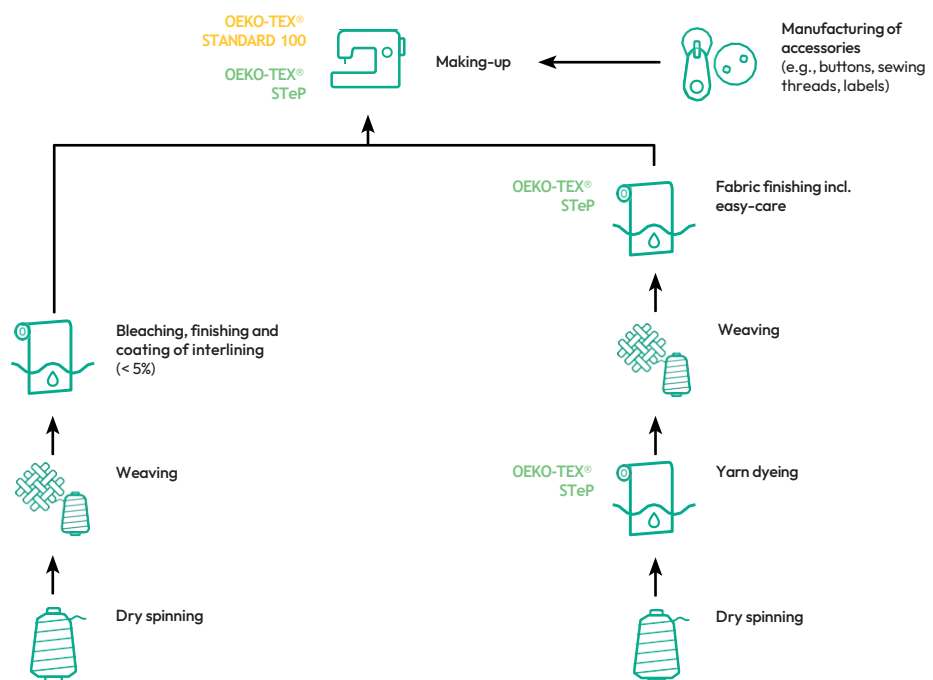 OEKO-TEX®
STANDARD 100
OEKO-TEX®
STeP
Making-up
Manufacturing of
accessories
(e.g., buttons, sewing
threads, labels)
OEKO-TEX®
STeP
Fabric finishing incl.
easy-care
Bleaching, finishing and
coating of interlining
(< 5%)
Weaving
Weaving
OEKO-TEX®
STeP
Yarn dyeing
Dry spinning
Dry spinning